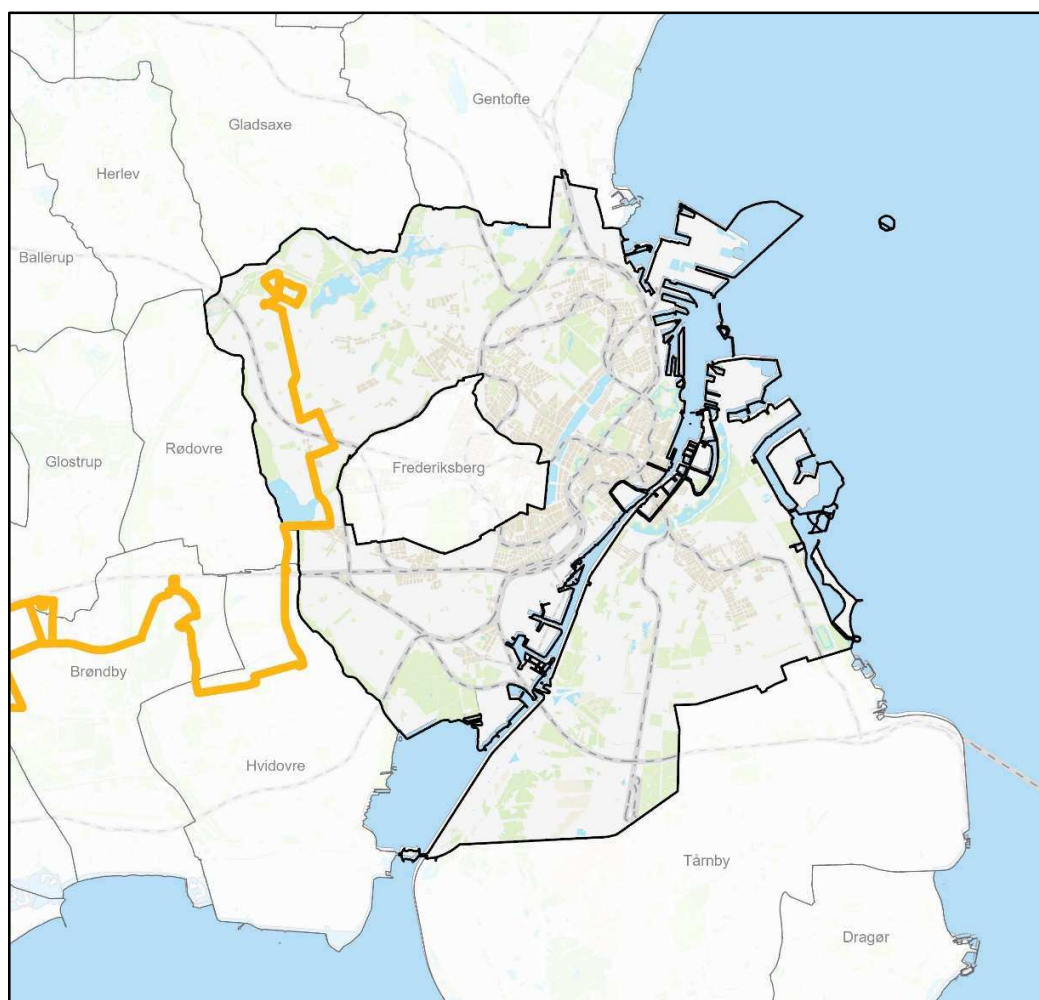 Gentofte
Gladsaxe
Herlev
Ballerup
Rødovre
Glostrup
Frederiksberg
Brøndby
Hvidovre
Tårnby
Dragør